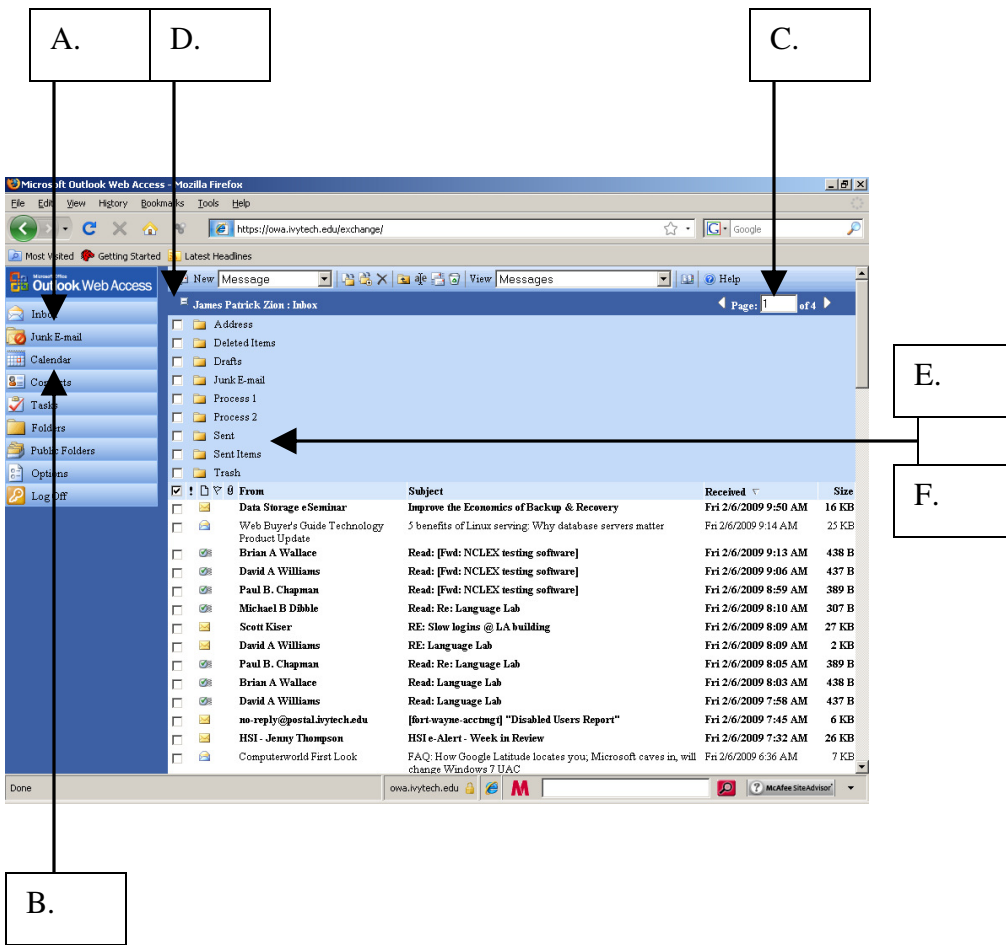 A.
D.
C.
Microsoft Outlook Web Access - Mozilla Firefox
File Edit View History Bookmarks Tools Help
https://owa.ivytech.edu/exchange/
Google
Most Visited Getting Started Latest Headlines
Microsoft Office
Outlook Web Access
New Message View Messages Help
James Patrick Zion : Inbox Page: 1 of 4
Inbox
Junk E-mail
Calendar
Contacts
Tasks
Folders
Public Folders
Options
Log Off
Address
Deleted Items
Drafts
Junk E-mail
Process 1
Process 2
Sent
Sent Items
Trash
E.
F.
! From Subject Received Size
Data Storage eSeminar Improve the Economics of Backup & Recovery Fri 2/6/2009 9:50 AM 16 KB
Web Buyer's Guide Technology 5 benefits of Linux serving: Why database servers matter Fri 2/6/2009 9:14 AM 25 KB
Product Update
Brian A Wallace Read: [Fwd: NCLEX testing software] Fri 2/6/2009 9:13 AM 438 B
David A Williams Read: [Fwd: NCLEX testing software] Fri 2/6/2009 9:06 AM 437 B
Paul B. Chapman Read: [Fwd: NCLEX testing software] Fri 2/6/2009 8:59 AM 389 B
Michael B Dibble Read: Re: Language Lab Fri 2/6/2009 8:10 AM 307 B
Scott Kiser RE: Slow logins @ LA building Fri 2/6/2009 8:09 AM 27 KB
David A Williams RE: Language Lab Fri 2/6/2009 8:09 AM 2 KB
Paul B. Chapman Read: Re: Language Lab Fri 2/6/2009 8:05 AM 389 B
Brian A Wallace Read: Language Lab Fri 2/6/2009 8:03 AM 438 B
David A Williams Read: Language Lab Fri 2/6/2009 7:58 AM 437 B
no-reply@postal.ivytech.edu [fort-wayne-acctmgt] "Disabled Users Report" Fri 2/6/2009 7:45 AM 6 KB
HSI - Jenny Thompson HSI e-Alert - Week in Review Fri 2/6/2009 7:32 AM 26 KB
Computerworld First Look FAQ: How Google Latitude locates you; Microsoft caves in, will Fri 2/6/2009 6:36 AM 7 KB
change Windows 7 UAC
Done owa.ivytech.edu M ? McAfee SiteAdvisor
B.